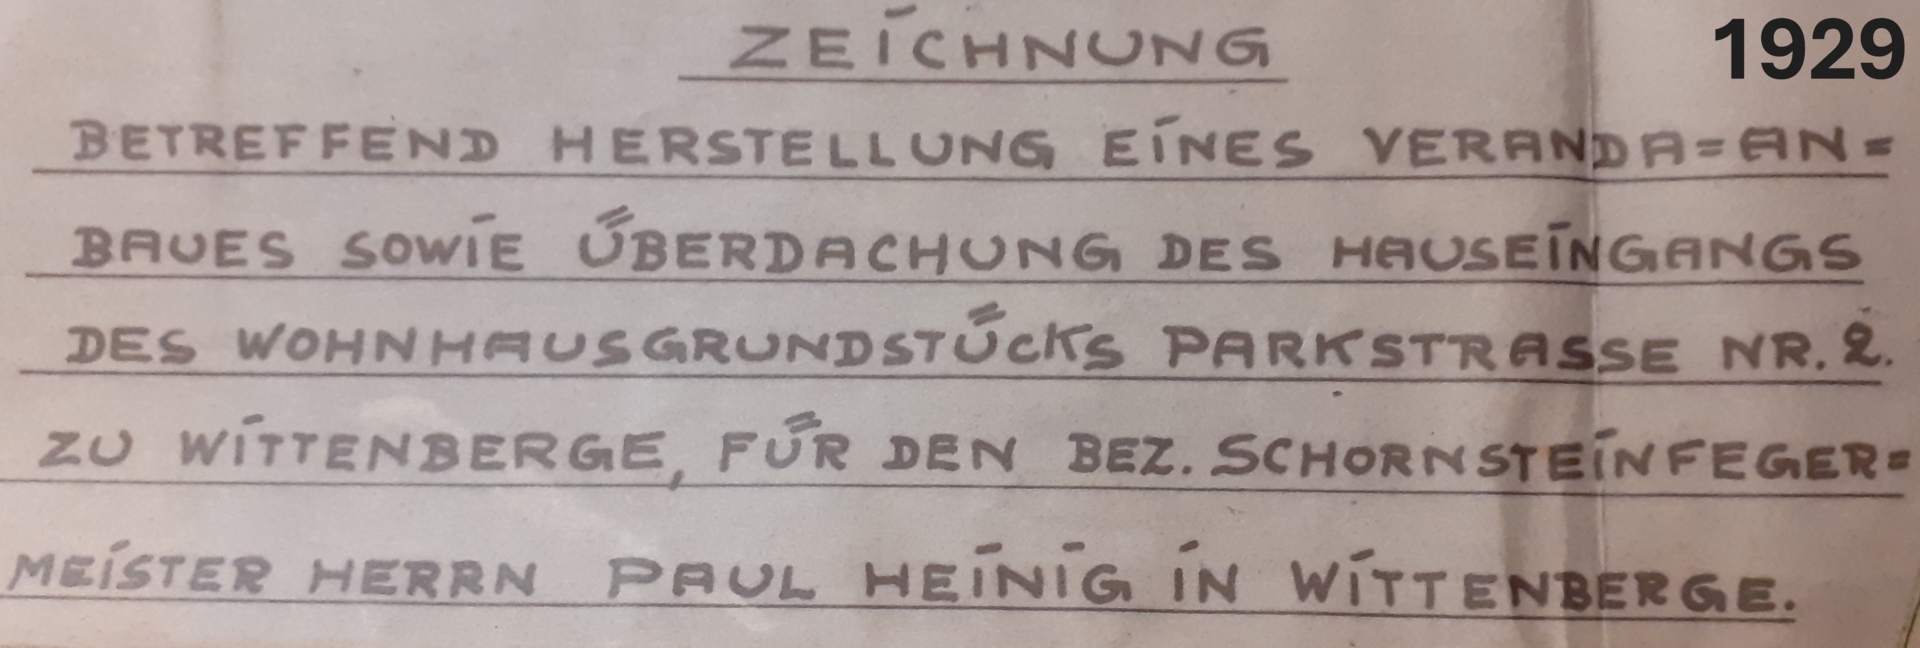 ZEICHNUNG
1929
BETREFFEND HERSTELLUNG EINES VERANDA=AN=
BAUES SOWIE ÜBERDACHUNG DES HAUSEINGANGS
DES WOHNHAUSGRUNDSTÜCKS PARKSTRASSE NR. 2.
ZU WITTENBERGE, FÜR DEN BEZ. SCHORNSTEINFEGER=
MEISTER HERRN PAUL HEINIG IN WITTENBERGE.